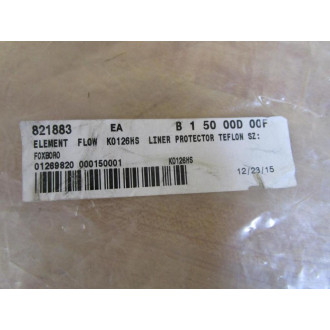 821883 EA B 1 50 00D 00F
ELEMENT FLOW K0126HS LINER PROTECTOR TEFLON SZ:
FOXBORO
01269820 000150001
K0126HS
12/23/15